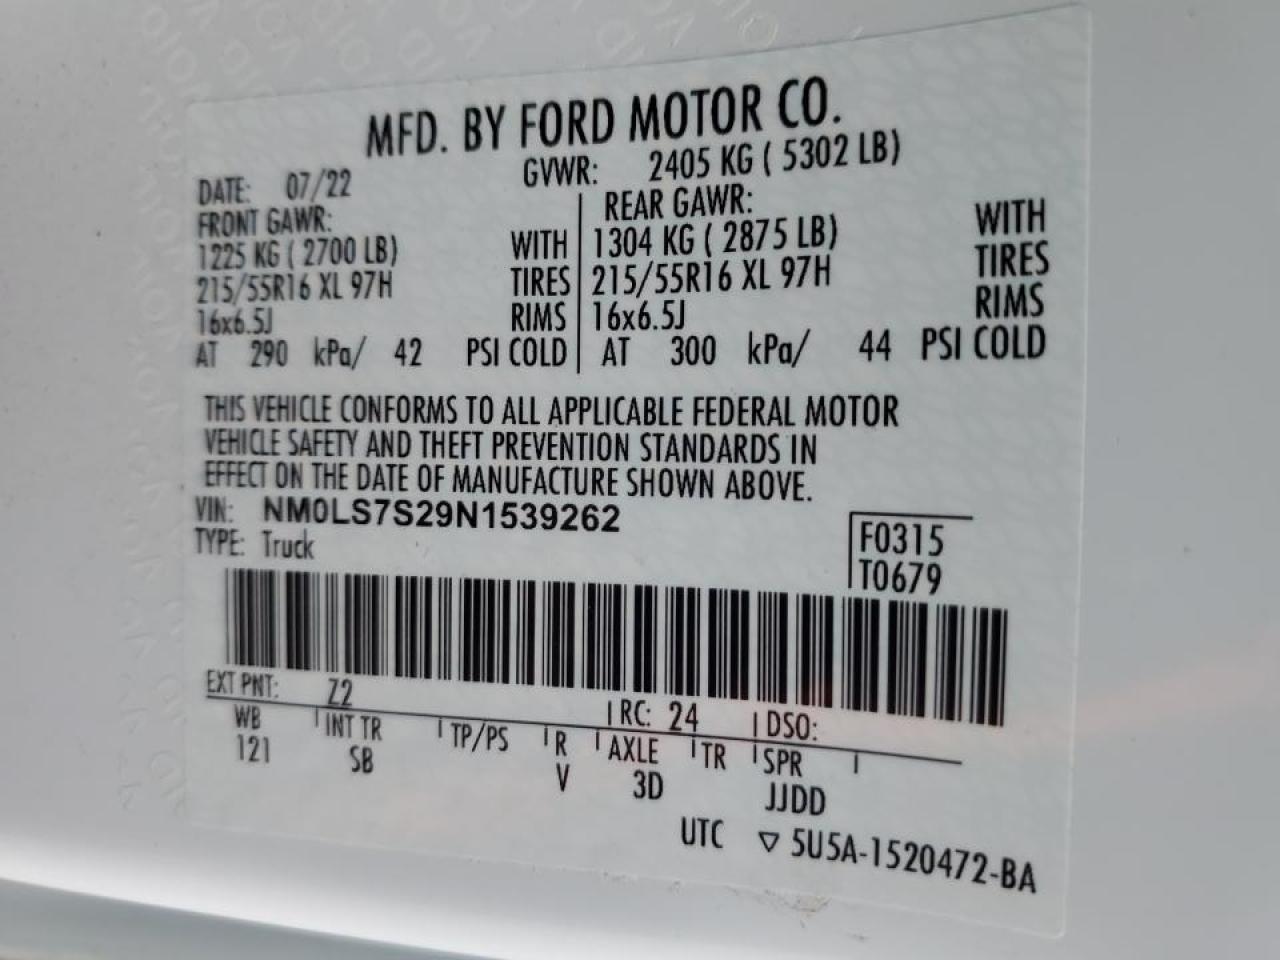 MFD. BY FORD MOTOR CO.
DATE: 07/22 GVWR: 2405 KG ( 5302 LB)
FRONT GAWR: REAR GAWR:
1225 KG ( 2700 LB) WITH 1304 KG ( 2875 LB) WITH
215/55R16 XL 97H TIRES 215/55R16 XL 97H TIRES
16x6.5J RIMS 16x6.5J RIMS
AT 290 kPa/ 42 PSI COLD AT 300 kPa/ 44 PSI COLD
THIS VEHICLE CONFORMS TO ALL APPLICABLE FEDERAL MOTOR
VEHICLE SAFETY AND THEFT PREVENTION STANDARDS IN
EFFECT ON THE DATE OF MANUFACTURE SHOWN ABOVE.
VIN: NM0LS7S29N1539262
TYPE: Truck
F0315
T0679
EXT PNT: Z2 RC: 24 DSO:
WB INT TR TP/PS R AXLE TR SPR
121 SB V 3D JJDD
UTC ▽ 5U5A-1520472-BA